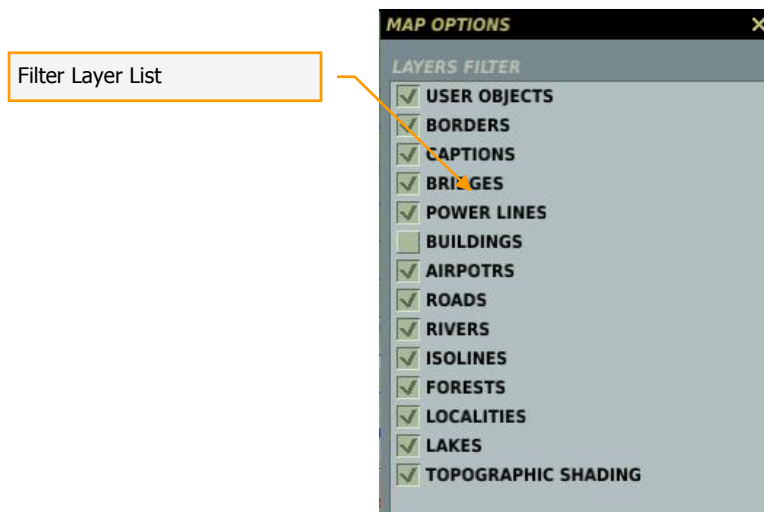 MAP OPTIONS
Filter Layer List
LAYERS FILTER
USER OBJECTS
BORDERS
CAPTIONS
BRIDGES
POWER LINES
BUILDINGS
AIRPOTRS
ROADS
RIVERS
ISOLINES
FORESTS
LOCALITIES
LAKES
TOPOGRAPHIC SHADING